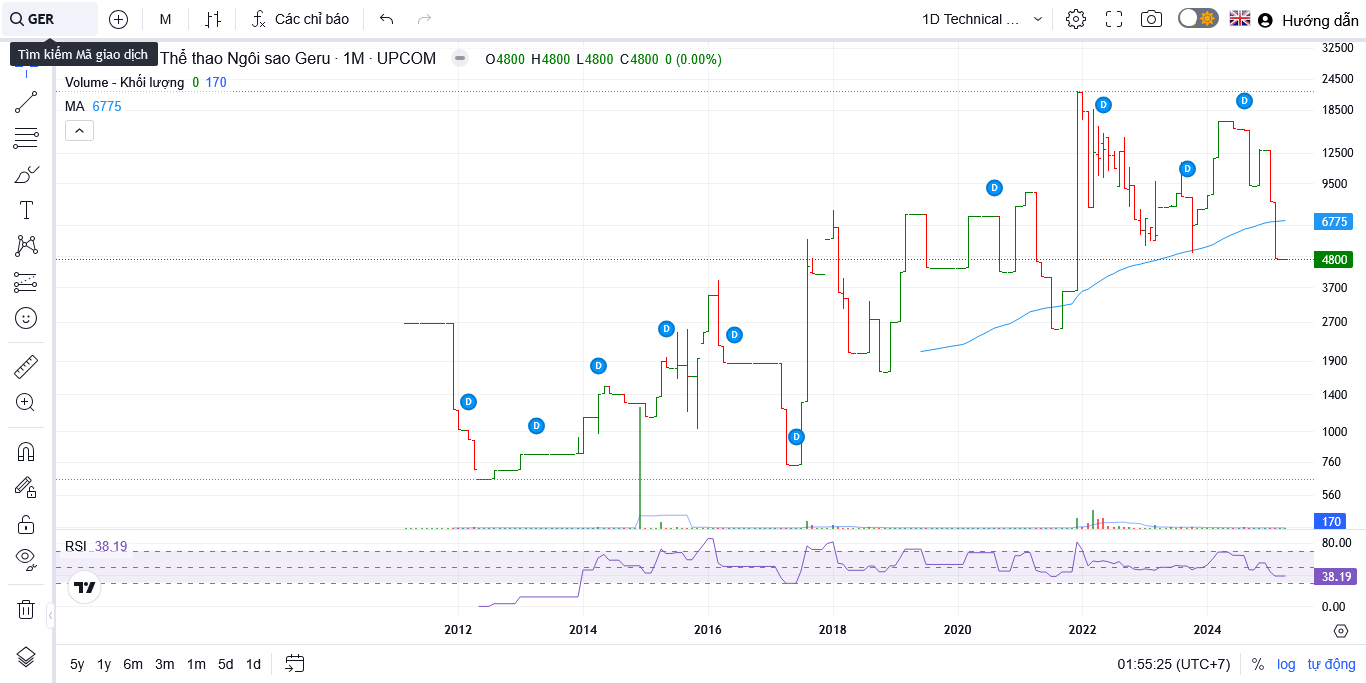 GER
M
Các chỉ báo
1D Technical ...
Hướng dẫn
Tìm kiếm Mã giao dịch
Thể thao Ngôi sao Geru · 1M · UPCOM
O4800 H4800 L4800 C4800 0 (0.00%)
Volume - Khối lượng 0 170
MA 6775
32500
24500
18500
12500
9500
6775
4800
3700
2700
1900
1400
1000
760
560
170
D
D
D
D
D
D
D
D
D
D
RSI 38.19
80.00
38.19
0.00
2012
2014
2016
2018
2020
2022
2024
5y 1y 6m 3m 1m 5d 1d
01:55:25 (UTC+7)
% log tự động